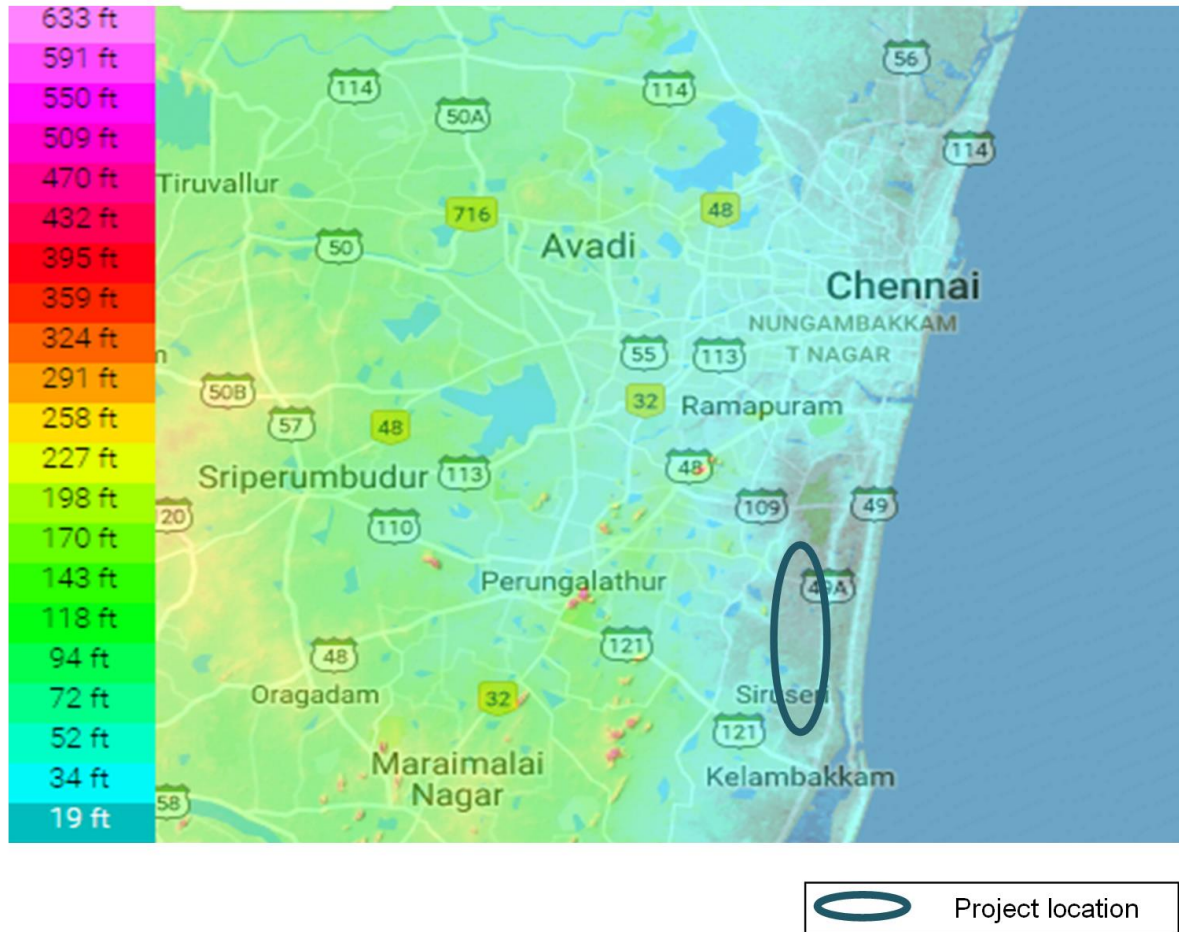 633 ft
591 ft
550 ft
509 ft
470 ft
432 ft
395 ft
359 ft
324 ft
291 ft
258 ft
227 ft
198 ft
170 ft
143 ft
118 ft
94 ft
72 ft
52 ft
34 ft
19 ft
56
114
114
50A
114
Tiruvallur
716
48
50
Avadi
Chennai
NUNGAMBAKKAM
T NAGAR
55
113
50B
32
Ramapuram
57
48
48
Sriperumbudur
113
109
49
20
110
Perungalathur
49A
121
48
Oragadam
32
Siruseri
121
Maraimalai
Nagar
Kelambakkam
58
Project location